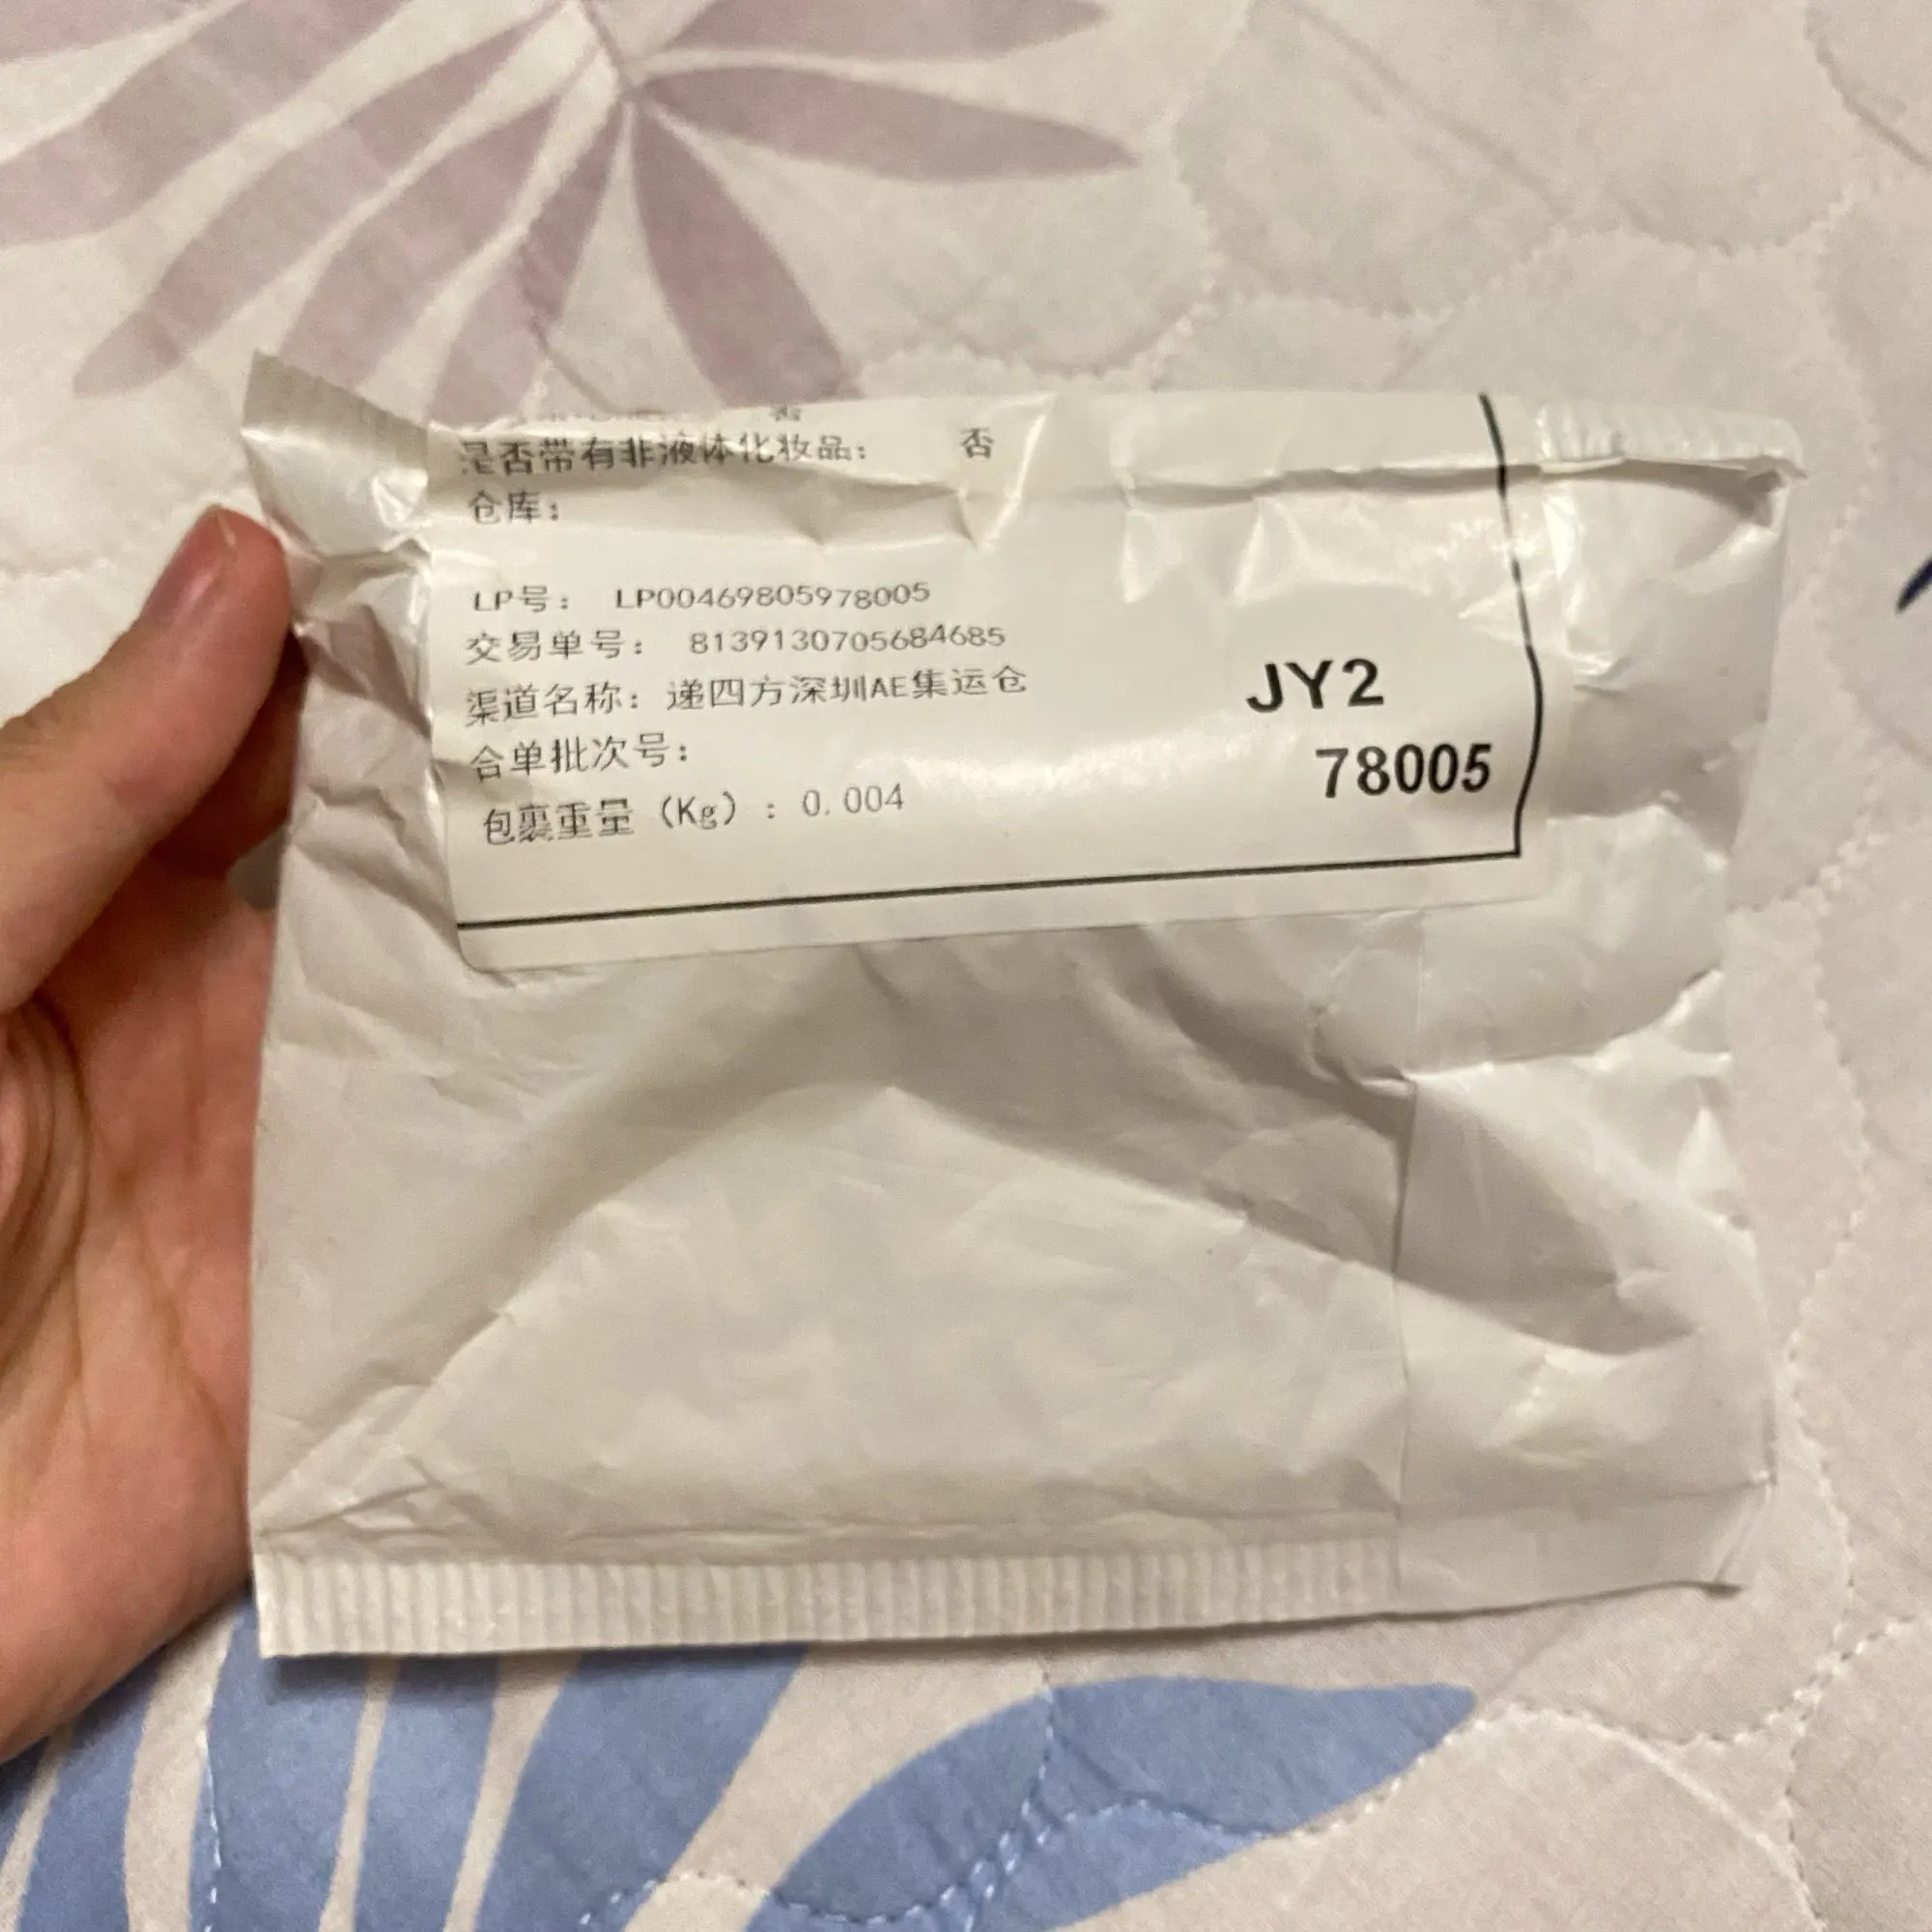 是否带有非液体化妆品： 否
仓库：
LP号： LP00469805978005
交易单号： 8139130705684685
渠道名称：递四方深圳AE集运仓
合单批次号：
包裹重量（Kg）：0.004
JY2
78005